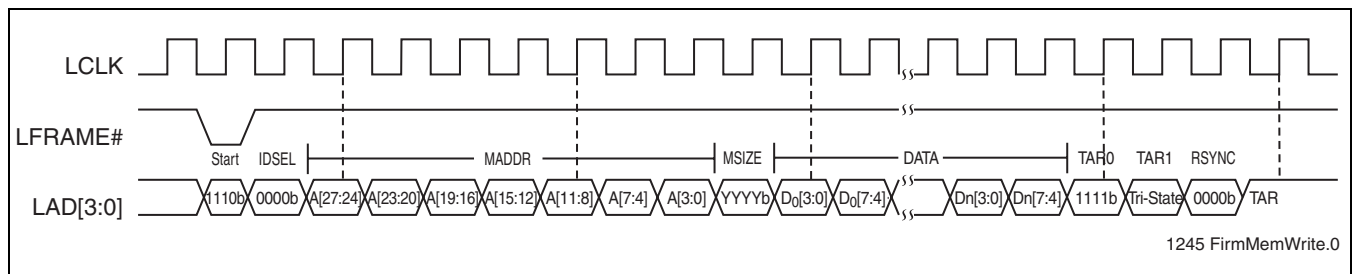 LCLK
LFRAME#
Start IDSEL MADDR MSIZE DATA TAR0 TAR1 RSYNC
LAD[3:0] 1110b 0000b A[27:24] A[23:20] A[19:16] A[15:12] A[11:8] A[7:4] A[3:0] YYYYb D0[3:0] D0[7:4] Dn[3:0] Dn[7:4] 1111b Tri-State 0000b TAR
1245 FirmMemWrite.0